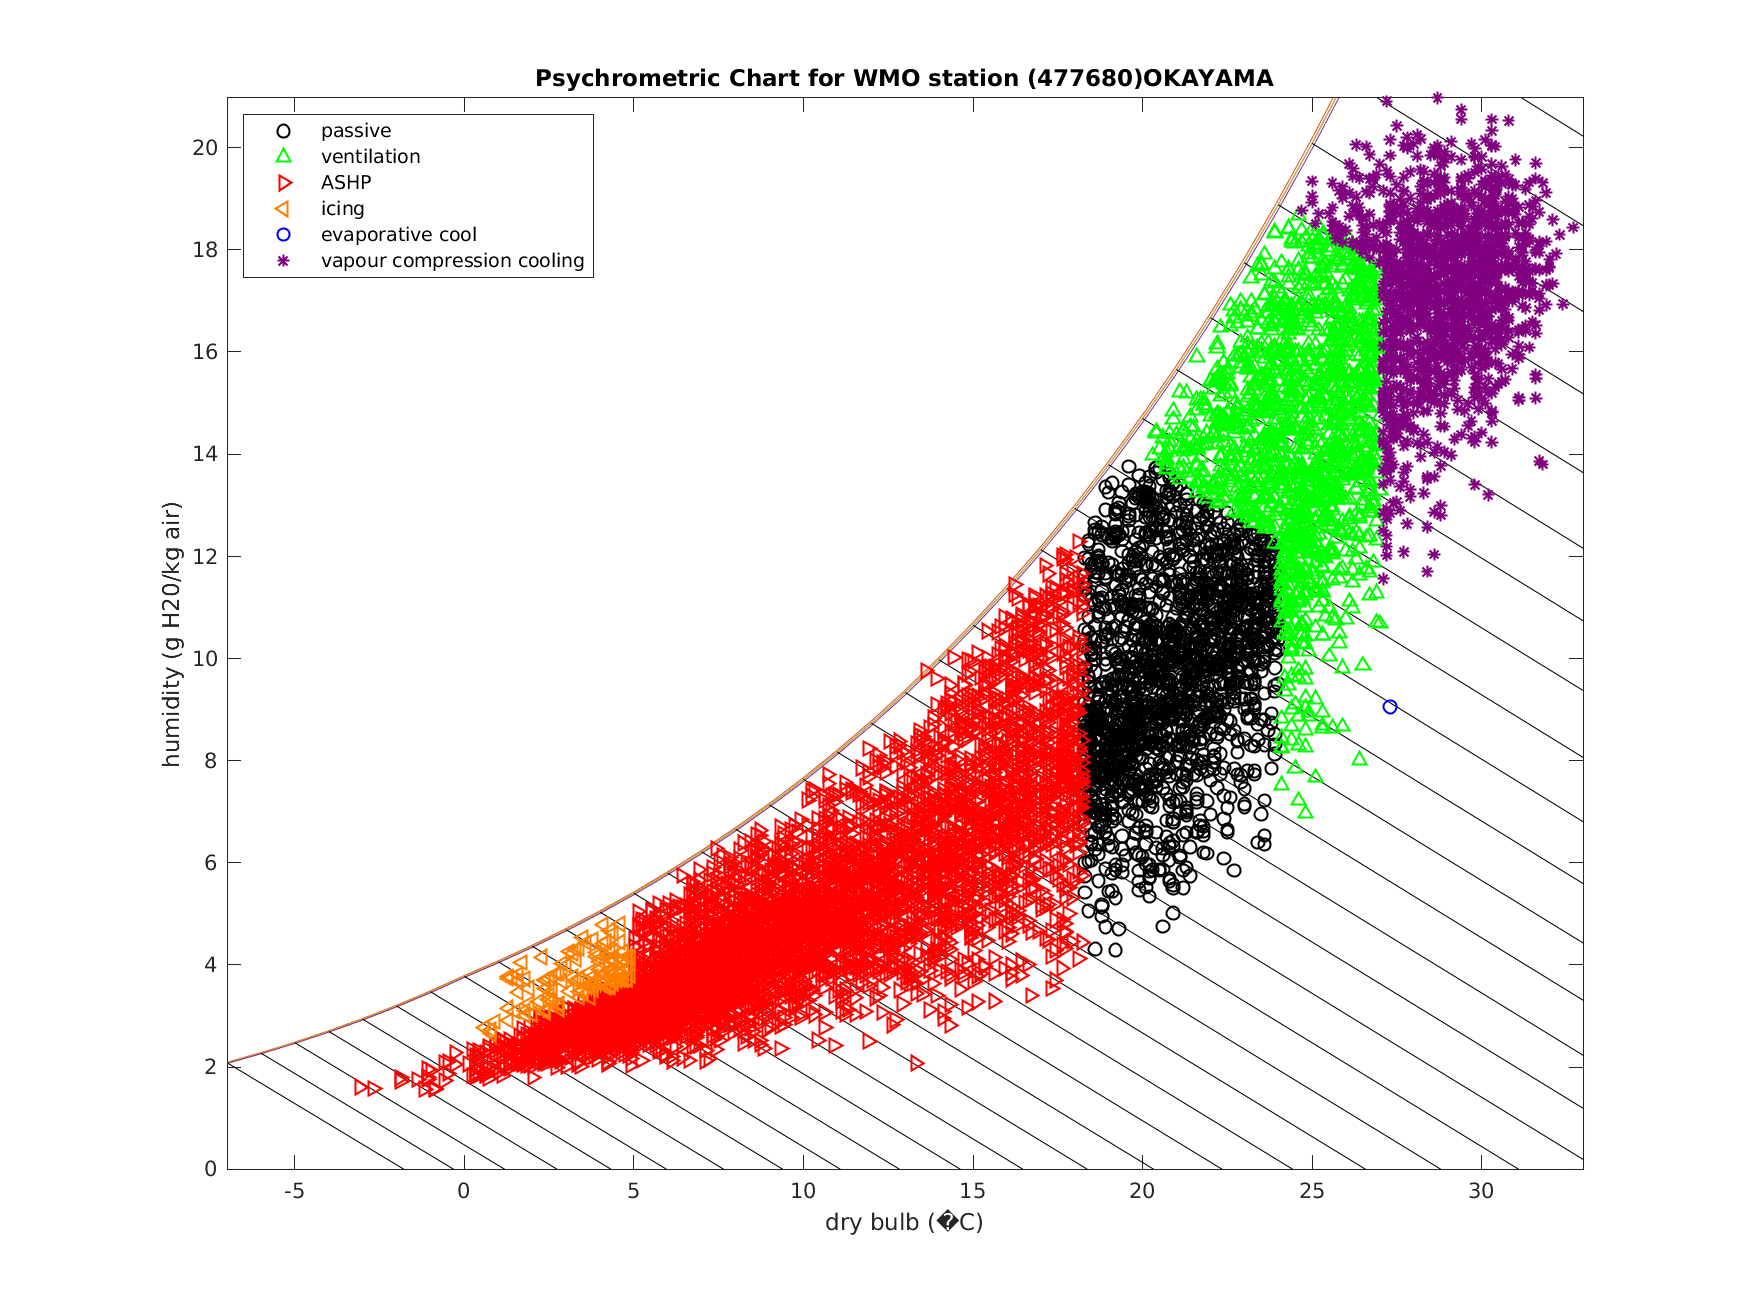 Psychrometric Chart for WMO station (477680)OKAYAMA
passive
ventilation
ASHP
icing
evaporative cool
vapour compression cooling
humidity (g H20/kg air)
20
18
16
14
12
10
8
6
4
2
0
-5 0 5 10 15 20 25 30
dry bulb (�C)